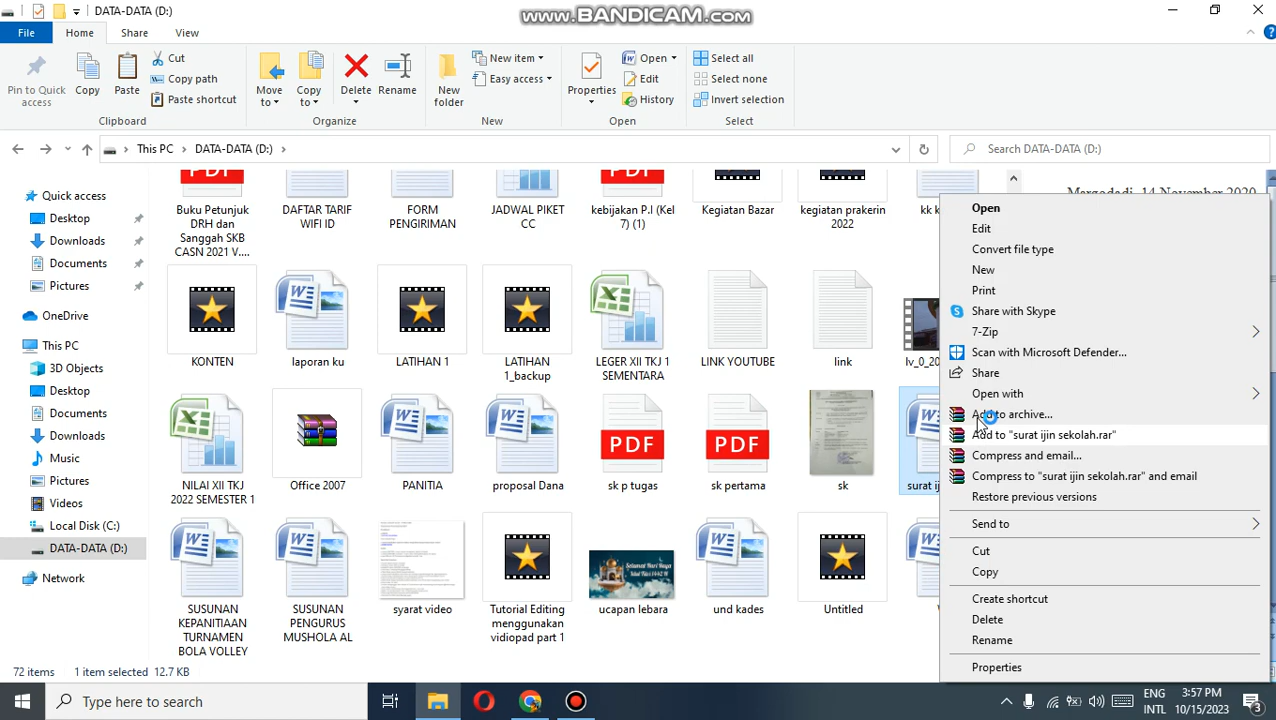 DATA-DATA (D:)
www.BANDICAM.com
File
Home
Share
View
Pin to Quick access
Copy
Paste
Cut
Copy path
Paste shortcut
Clipboard
Move to
Copy to
Delete
Rename
Organize
New folder
New item
Easy access
New
Properties
Open
Edit
History
Open
Select all
Select none
Invert selection
Select
This PC
DATA-DATA (D:)
Search DATA-DATA (D:)
Quick access
Desktop
Downloads
Documents
Pictures
OneDrive
This PC
3D Objects
Desktop
Documents
Downloads
Music
Pictures
Videos
Local Disk (C:)
DATA-DATA (D:)
Network
PDF
PDF
Buku Petunjuk
DRH dan
Sanggah SKB
CASN 2021 V....
DAFTAR TARIF
WIFI ID
FORM
PENGIRIMAN
JADWAL PIKET
CC
kebijakan P.I (Kel
7) (1)
Kegiatan Bazar
kegiatan prakerin
2022
kk k
Margodadi, 14 November 2020
KONTEN
laporan ku
LATIHAN 1
LATIHAN
1_backup
LEGER XII TKJ 1
SEMENTARA
LINK YOUTUBE
link
lv_0_202
PDF
PDF
NILAI XII TKJ
2022 SEMESTER 1
Office 2007
PANITIA
proposal Dana
sk p tugas
sk pertama
sk
surat ij
SUSUNAN
KEPANITIAAN
TURNAMEN
BOLA VOLLEY
SUSUNAN
PENGURUS
MUSHOLA AL
syarat video
Tutorial Editing
menggunakan
vidiopad part 1
ucapan lebara
und kades
Untitled
Open
Edit
Convert file type
New
Print
Share with Skype
7-Zip
Scan with Microsoft Defender...
Share
Open with
Add to archive...
Add to "surat ijin sekolah.rar"
Compress and email...
Compress to "surat ijin sekolah.rar" and email
Restore previous versions
Send to
Cut
Copy
Create shortcut
Delete
Rename
Properties
72 items
1 item selected 12.7 KB
Type here to search
ENG
INTL
3:57 PM
10/15/2023
3